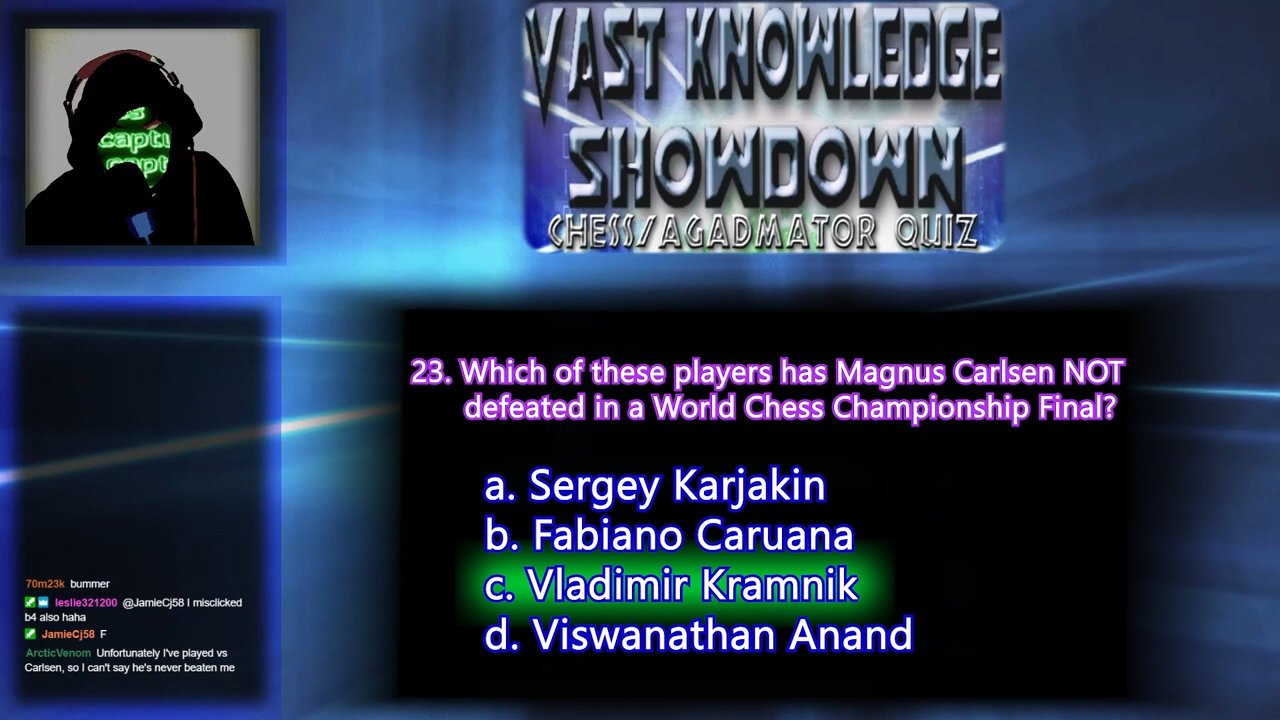 VAST KNOWLEDGE
SHOWDOWN
CHESS/AGADMATOR QUIZ
captu
capt
23. Which of these players has Magnus Carlsen NOT
defeated in a World Chess Championship Final?
a. Sergey Karjakin
b. Fabiano Caruana
c. Vladimir Kramnik
d. Viswanathan Anand
70m23k bummer
leslie321200 @JamieCj58 I misclicked
b4 also haha
JamieCj58 F
ArcticVenom Unfortunately I've played vs
Carlsen, so I can't say he's never beaten me